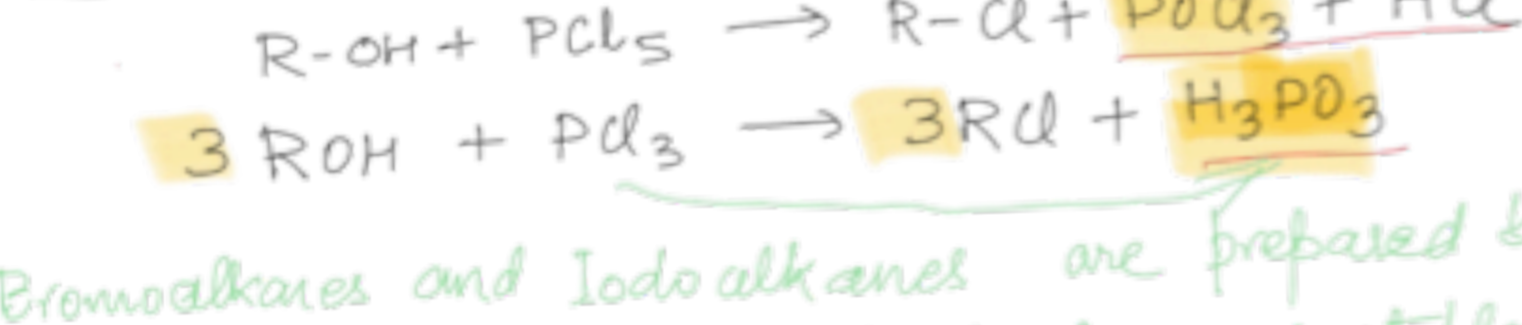 R-OH + PCl5 → R-Cl + POCl3 + HCl
3 ROH + PCl3 → 3RCl + H3PO3
Bromoalkanes and Iodoalkanes are prepared